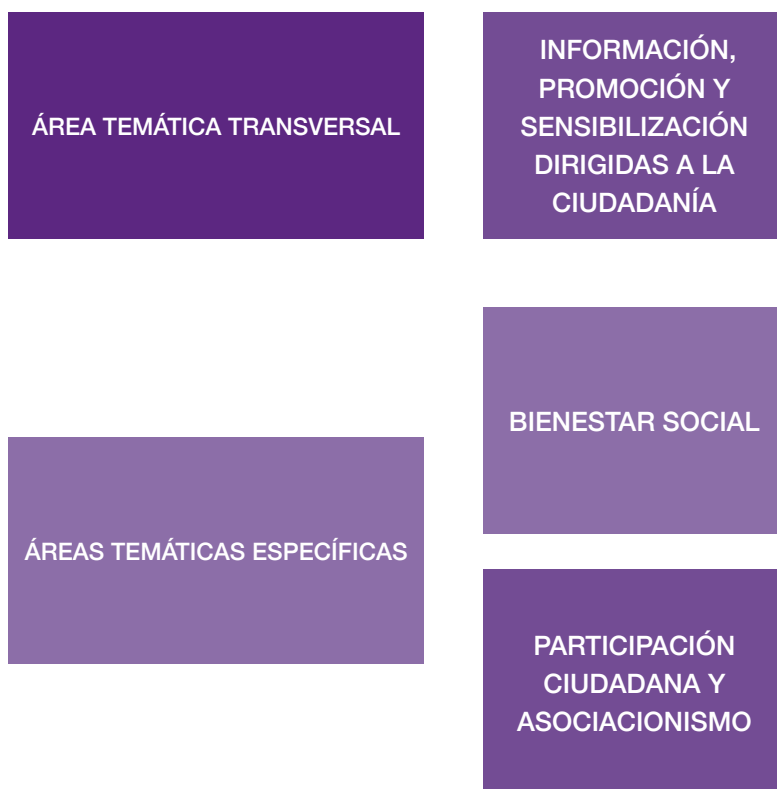 ÁREA TEMÁTICA TRANSVERSAL
INFORMACIÓN,
PROMOCIÓN Y
SENSIBILIZACIÓN
DIRIGIDAS A LA
CIUDADANÍA
ÁREAS TEMÁTICAS ESPECÍFICAS
BIENESTAR SOCIAL
PARTICIPACIÓN
CIUDADANA Y
ASOCIACIONISMO